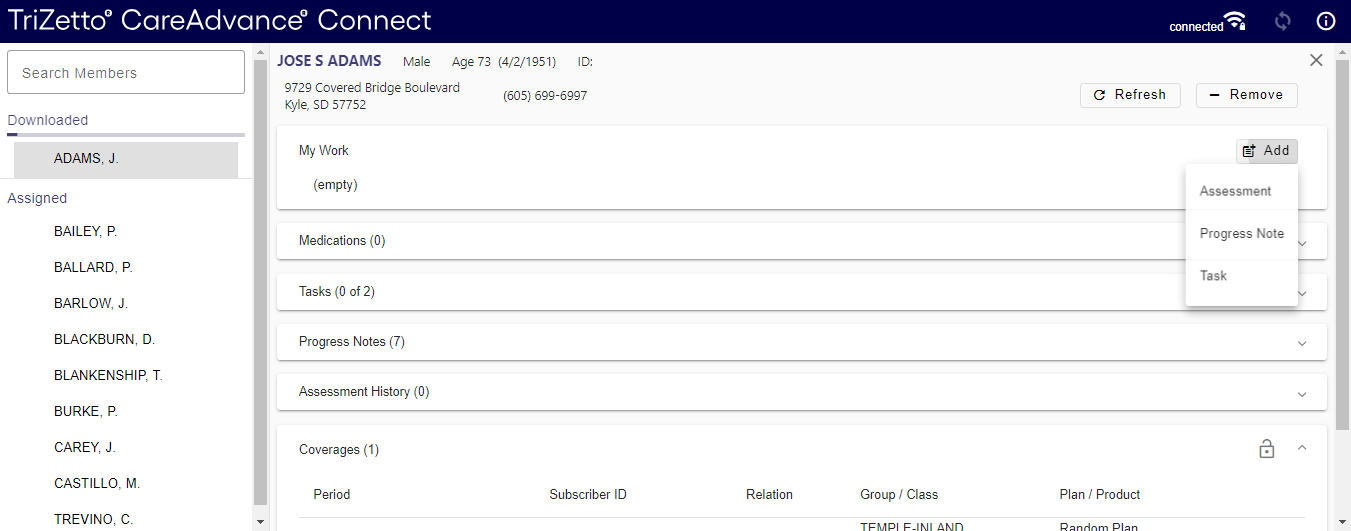 TriZetto® CareAdvance® Connect
connected
Search Members
Downloaded
ADAMS, J.
Assigned
BAILEY, P.
BALLARD, P.
BARLOW, J.
BLACKBURN, D.
BLANKENSHIP, T.
BURKE, P.
CAREY, J.
CASTILLO, M.
TREVINO, C.
JOSE S ADAMS Male Age 73 (4/2/1951) ID:
9729 Covered Bridge Boulevard
Kyle, SD 57752
(605) 699-6997
Refresh
Remove
My Work
Add
(empty)
Assessment
Progress Note
Task
Medications (0)
Tasks (0 of 2)
Progress Notes (7)
Assessment History (0)
Coverages (1)
Period Subscriber ID Relation Group / Class Plan / Product
TEMPLE-INLAND Random Plan